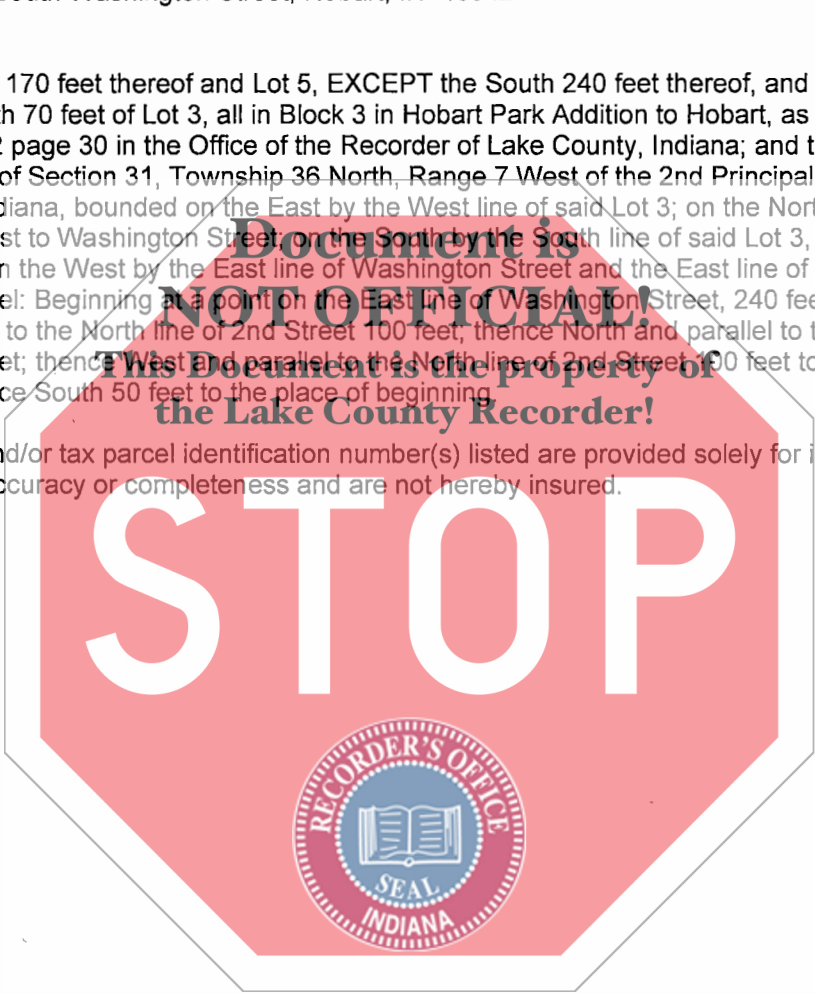 170 feet thereof and Lot 5, EXCEPT the South 240 feet thereof, and
70 feet of Lot 3, all in Block 3 in Hobart Park Addition to Hobart, as
page 30 in the Office of the Recorder of Lake County, Indiana; and
of Section 31, Township 36 North, Range 7 West of the 2nd Principal
diana, bounded on the East by the West line of said Lot 3; on the Nor
st to Washington Street; on the South by the South line of said Lot 3,
the West by the East line of Washington Street and the East line of
el: Beginning at a point on the East line of Washington Street, 240 fee
to the North line of 2nd Street 100 feet; thence North and parallel to
et; thence West and parallel to the North line of 2nd Street 100 feet to
ce South 50 feet to the place of beginning.
d/or tax parcel identification number(s) listed are provided solely for
ccuracy or completeness and are not hereby insured.
Document is
NOT OFFICIAL!
This Document is the property of
the Lake County Recorder!
STOP
RECORDER'S OFFICE
SEAL
INDIANA